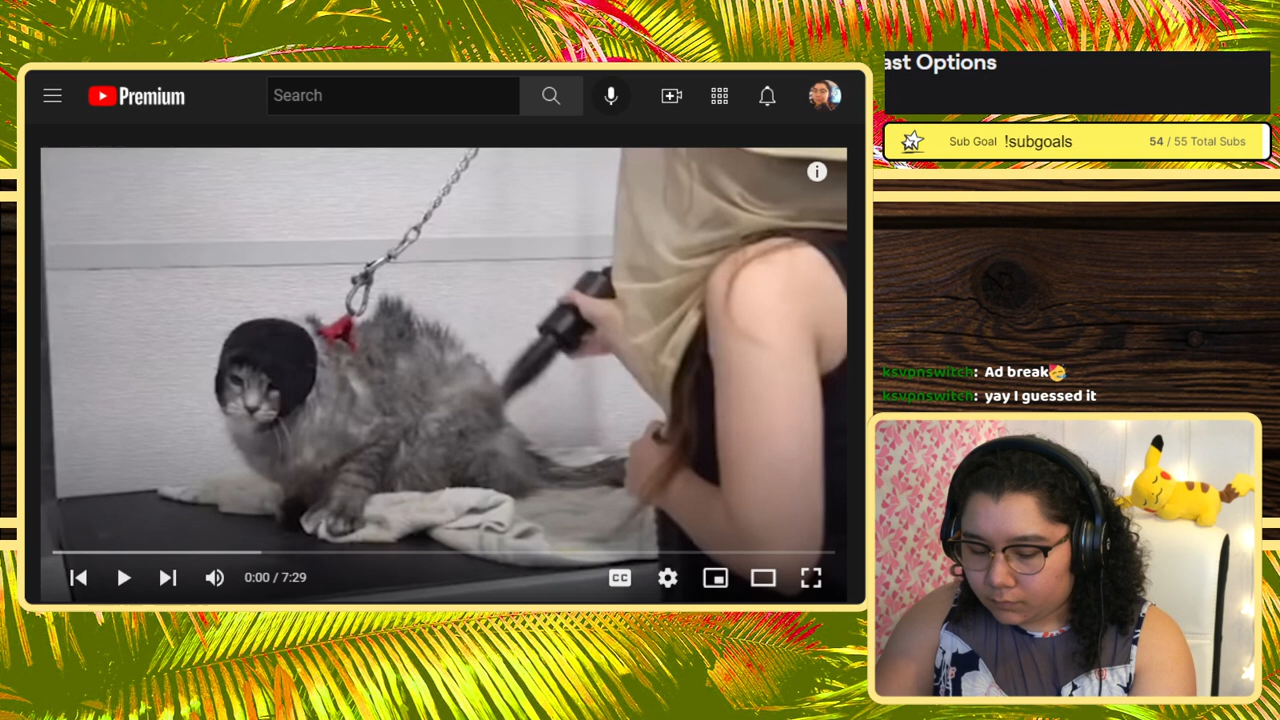 Premium
Search
ast Options
Sub Goal !subgoals 54 / 55 Total Subs
i
ksvpnswitch: Ad break
ksvpnswitch: yay I guessed it
0:00 / 7:29
CC